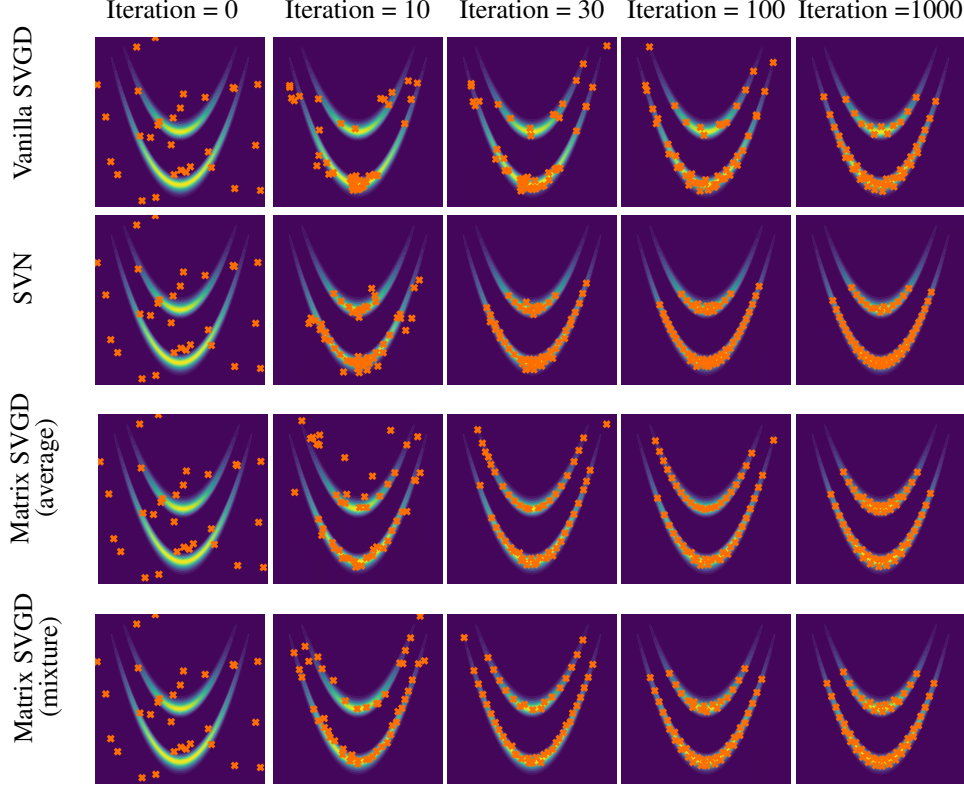 Iteration = 0 Iteration = 10 Iteration = 30 Iteration = 100 Iteration =1000
Vanilla SVGD
SVN
Matrix SVGD
(average)
Matrix SVGD
(mixture)